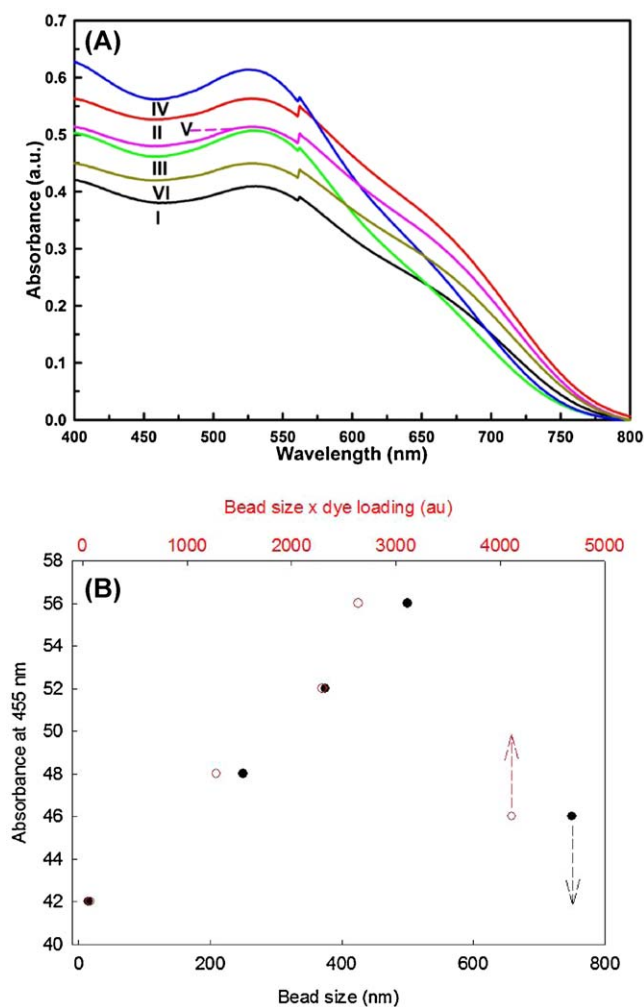 (A)
0.7
0.6
0.5
0.4
0.3
0.2
0.1
0.0
Absorbance (a.u.)
IV
II
V
III
VI
I
400 450 500 550 600 650 700 750 800
Wavelength (nm)
Bead size x dye loading (au)
0 1000 2000 3000 4000 5000
(B)
58
56
54
52
50
48
46
44
42
40
Absorbance at 455 nm
0 200 400 600 800
Bead size (nm)